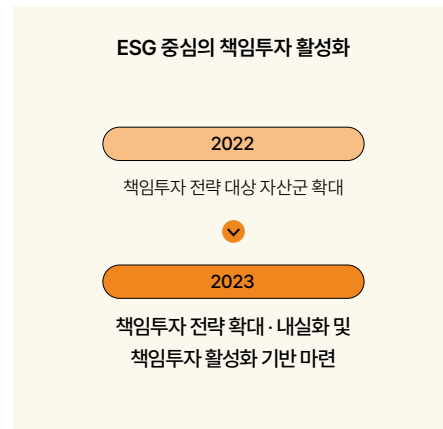 ESG 중심의 책임투자 활성화
2022
책임투자 전략 대상 자산군 확대
2023
책임투자 전략 확대 · 내실화 및
책임투자 활성화 기반 마련